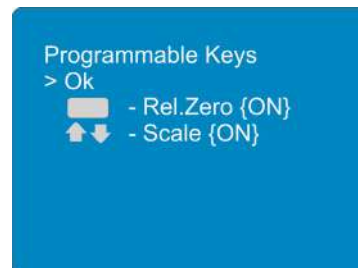 Programmable Keys
> Ok
- Rel.Zero {ON}
- Scale {ON}